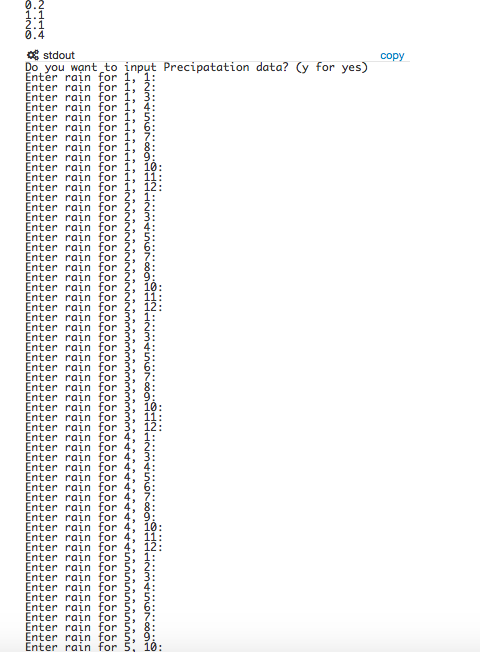 0.2
1.1
2.1
0.4
stdout copy
Do you want to input Precipatation data? (y for yes)
Enter rain for 1, 1:
Enter rain for 1, 2:
Enter rain for 1, 3:
Enter rain for 1, 4:
Enter rain for 1, 5:
Enter rain for 1, 6:
Enter rain for 1, 7:
Enter rain for 1, 8:
Enter rain for 1, 9:
Enter rain for 1, 10:
Enter rain for 1, 11:
Enter rain for 1, 12:
Enter rain for 2, 1:
Enter rain for 2, 2:
Enter rain for 2, 3:
Enter rain for 2, 4:
Enter rain for 2, 5:
Enter rain for 2, 6:
Enter rain for 2, 7:
Enter rain for 2, 8:
Enter rain for 2, 9:
Enter rain for 2, 10:
Enter rain for 2, 11:
Enter rain for 2, 12:
Enter rain for 3, 1:
Enter rain for 3, 2:
Enter rain for 3, 3:
Enter rain for 3, 4:
Enter rain for 3, 5:
Enter rain for 3, 6:
Enter rain for 3, 7:
Enter rain for 3, 8:
Enter rain for 3, 9:
Enter rain for 3, 10:
Enter rain for 3, 11:
Enter rain for 3, 12:
Enter rain for 4, 1:
Enter rain for 4, 2:
Enter rain for 4, 3:
Enter rain for 4, 4:
Enter rain for 4, 5:
Enter rain for 4, 6:
Enter rain for 4, 7:
Enter rain for 4, 8:
Enter rain for 4, 9:
Enter rain for 4, 10:
Enter rain for 4, 11:
Enter rain for 4, 12:
Enter rain for 5, 1:
Enter rain for 5, 2:
Enter rain for 5, 3:
Enter rain for 5, 4:
Enter rain for 5, 5:
Enter rain for 5, 6:
Enter rain for 5, 7:
Enter rain for 5, 8:
Enter rain for 5, 9:
Enter rain for 5, 10: